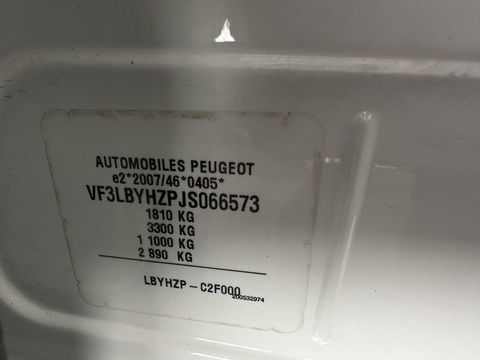 AUTOMOBILES PEUGEOT
e2*2007/46*0405*
VF3LBYHZPJS066573
1810 KG
3300 KG
1 1000 KG
2 890 KG
LBYHZP - C2F000
200532974